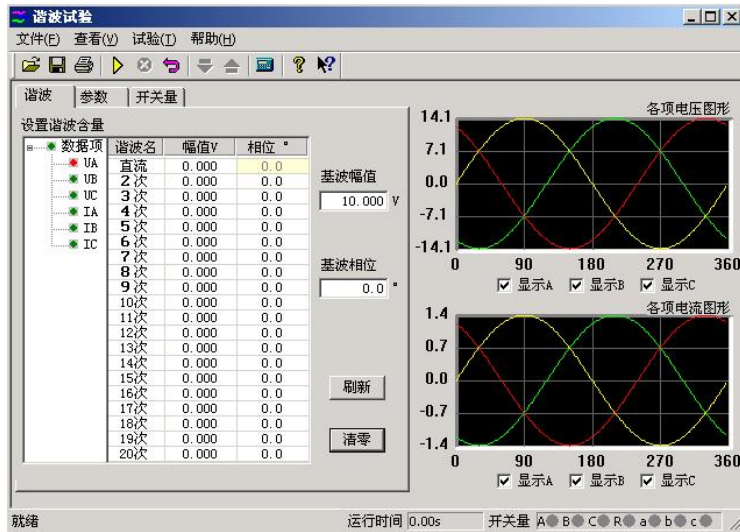 谐波试验
文件(F) 查看(V) 试验(T) 帮助(H)
谐波 参数 开关量
设置谐波含量
数据项
UA
UB
UC
IA
IB
IC
谐波名 幅值V 相位 °
直流 0.000 0.0
2次 0.000 0.0
3次 0.000 0.0
4次 0.000 0.0
5次 0.000 0.0
6次 0.000 0.0
7次 0.000 0.0
8次 0.000 0.0
9次 0.000 0.0
10次 0.000 0.0
11次 0.000 0.0
12次 0.000 0.0
13次 0.000 0.0
14次 0.000 0.0
15次 0.000 0.0
16次 0.000 0.0
17次 0.000 0.0
18次 0.000 0.0
19次 0.000 0.0
20次 0.000 0.0
基波幅值
10.000 V
基波相位
0.0 °
刷新
清零
各项电压图形
14.1
7.1
0.0
-7.1
-14.1
0 90 180 270 360
显示A 显示B 显示C
各项电流图形
1.4
0.7
0.0
-0.7
-1.4
0 90 180 270 360
显示A 显示B 显示C
就绪 运行时间 0.00s 开关量 A B C R a b c